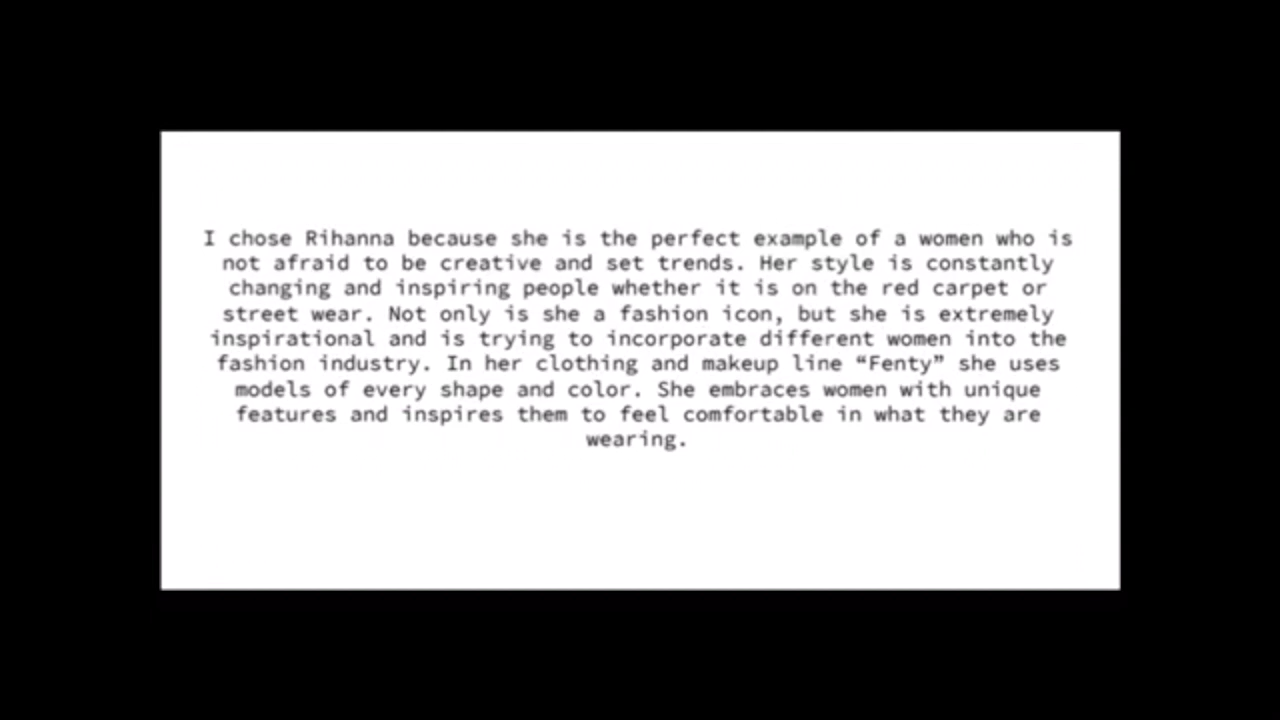 I chose Rihanna because she is the perfect example of a women who is
not afraid to be creative and set trends. Her style is constantly
changing and inspiring people whether it is on the red carpet or
street wear. Not only is she a fashion icon, but she is extremely
inspirational and is trying to incorporate different women into the
fashion industry. In her clothing and makeup line “Fenty” she uses
models of every shape and color. She embraces women with unique
features and inspires them to feel comfortable in what they are
wearing.